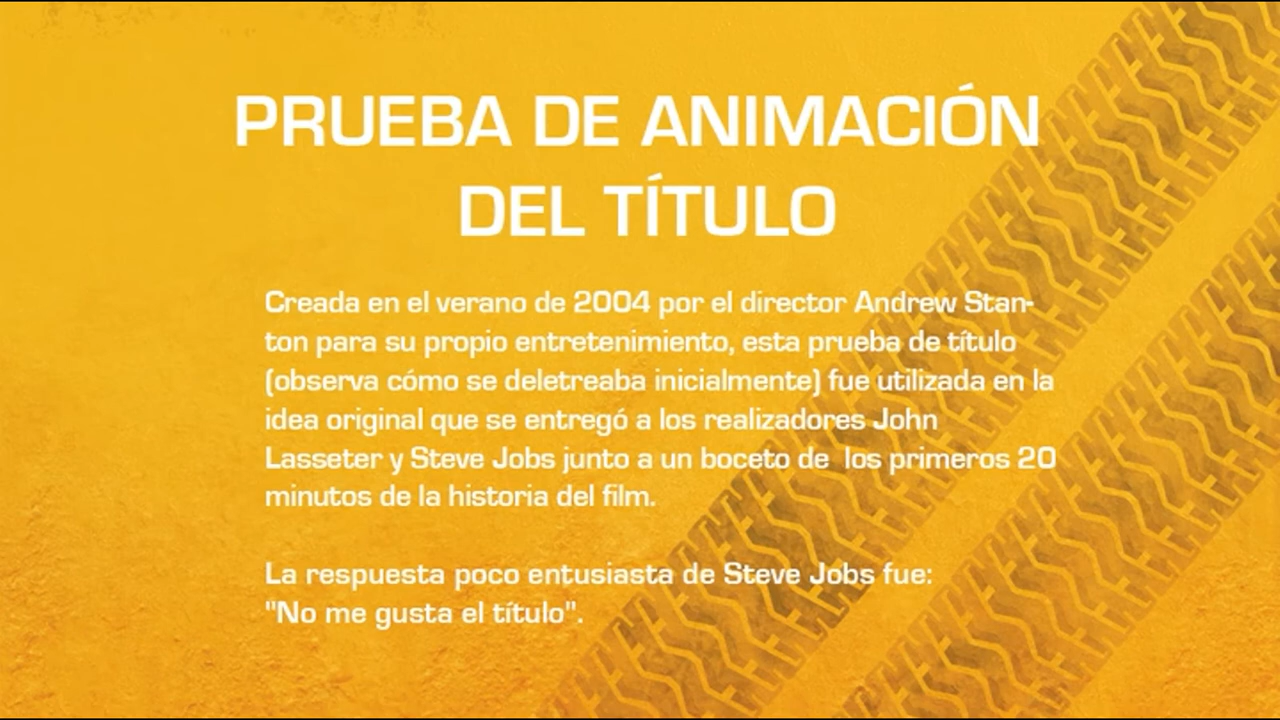 PRUEBA DE ANIMACIÓN
DEL TÍTULO
Creada en el verano de 2004 por el director Andrew Stan-
ton para su propio entretenimiento, esta prueba de título
(observa cómo se deletreaba inicialmente) fue utilizada en la
idea original que se entregó a los realizadores John
Lasseter y Steve Jobs junto a un boceto de  los primeros 20
minutos de la historia del film.
La respuesta poco entusiasta de Steve Jobs fue:
"No me gusta el título".